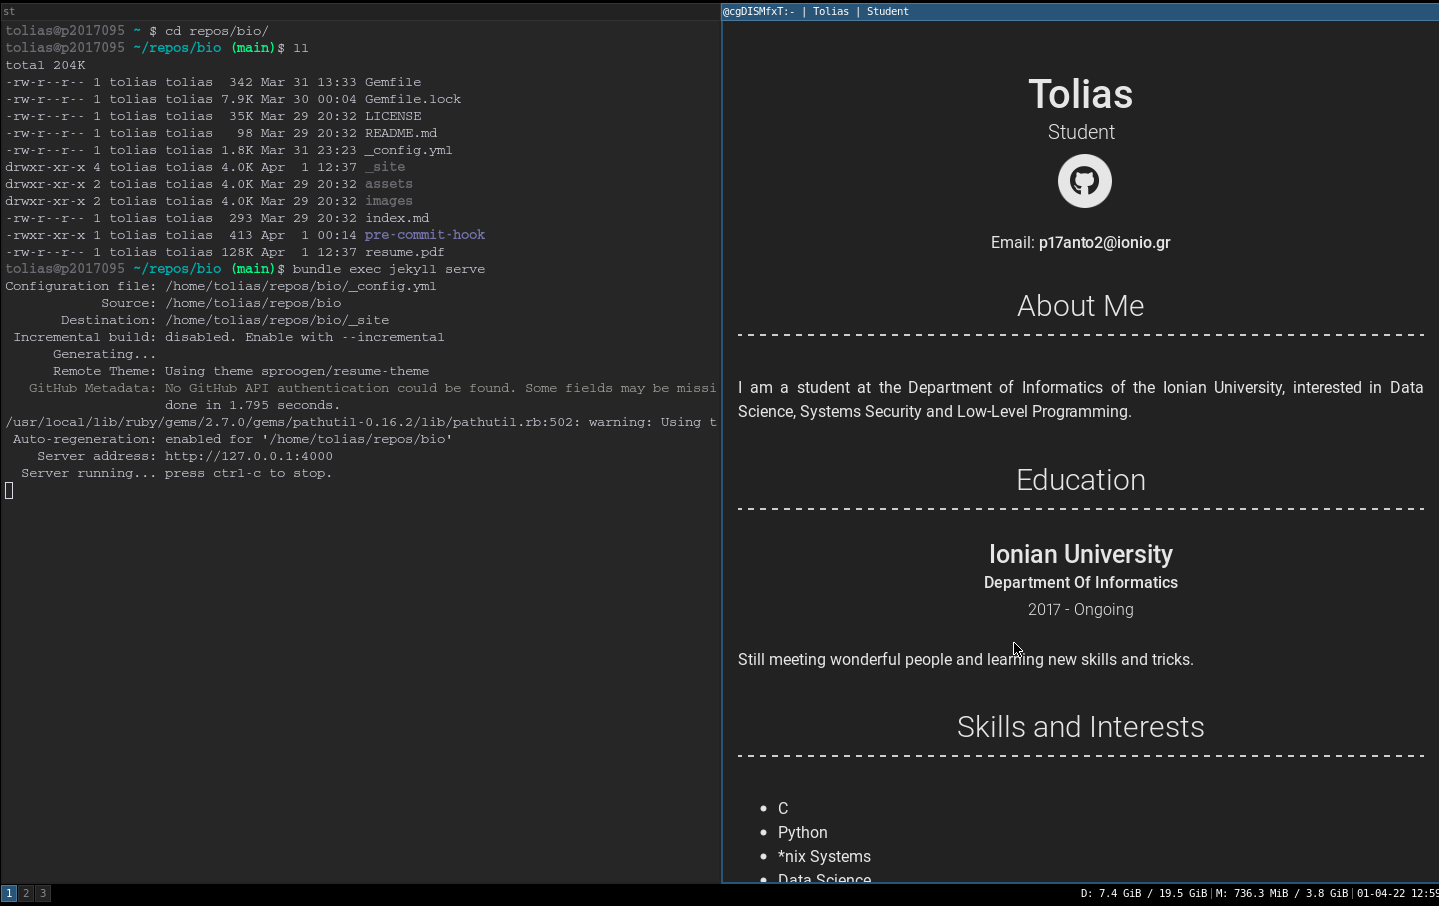 st
tolias@p2017095 ~ $ cd repos/bio/
tolias@p2017095 ~/repos/bio (main)$ ll
total 204K
-rw-r--r-- 1 tolias tolias  342 Mar 31 13:33 Gemfile
-rw-r--r-- 1 tolias tolias 7.9K Mar 30 00:04 Gemfile.lock
-rw-r--r-- 1 tolias tolias  35K Mar 29 20:32 LICENSE
-rw-r--r-- 1 tolias tolias   98 Mar 29 20:32 README.md
-rw-r--r-- 1 tolias tolias 1.8K Mar 31 23:23 _config.yml
drwxr-xr-x 4 tolias tolias 4.0K Apr  1 12:37 _site
drwxr-xr-x 2 tolias tolias 4.0K Mar 29 20:32 assets
drwxr-xr-x 2 tolias tolias 4.0K Mar 29 20:32 images
-rw-r--r-- 1 tolias tolias  293 Mar 29 20:32 index.md
-rwxr-xr-x 1 tolias tolias  413 Apr  1 00:14 pre-commit-hook
-rw-r--r-- 1 tolias tolias 128K Apr  1 12:37 resume.pdf
tolias@p2017095 ~/repos/bio (main)$ bundle exec jekyll serve
Configuration file: /home/tolias/repos/bio/_config.yml
Source: /home/tolias/repos/bio
Destination: /home/tolias/repos/bio/_site
Incremental build: disabled. Enable with --incremental
Generating...
Remote Theme: Using theme sproogen/resume-theme
GitHub Metadata: No GitHub API authentication could be found. Some fields may be missi
done in 1.795 seconds.
/usr/local/lib/ruby/gems/2.7.0/gems/pathutil-0.16.2/lib/pathutil.rb:502: warning: Using t
Auto-regeneration: enabled for '/home/tolias/repos/bio'
Server address: http://127.0.0.1:4000
Server running... press ctrl-c to stop.
@cgDISMfxT:- | Tolias | Student
Tolias
Student
Email: p17anto2@ionio.gr
About Me
I am a student at the Department of Informatics of the Ionian University, interested in Data
Science, Systems Security and Low-Level Programming.
Education
Ionian University
Department Of Informatics
2017 - Ongoing
Still meeting wonderful people and learning new skills and tricks.
Skills and Interests
• C
• Python
• *nix Systems
• Data Science
1 2 3
D: 7.4 GiB / 19.5 GiB | M: 736.3 MiB / 3.8 GiB | 01-04-22 12:59